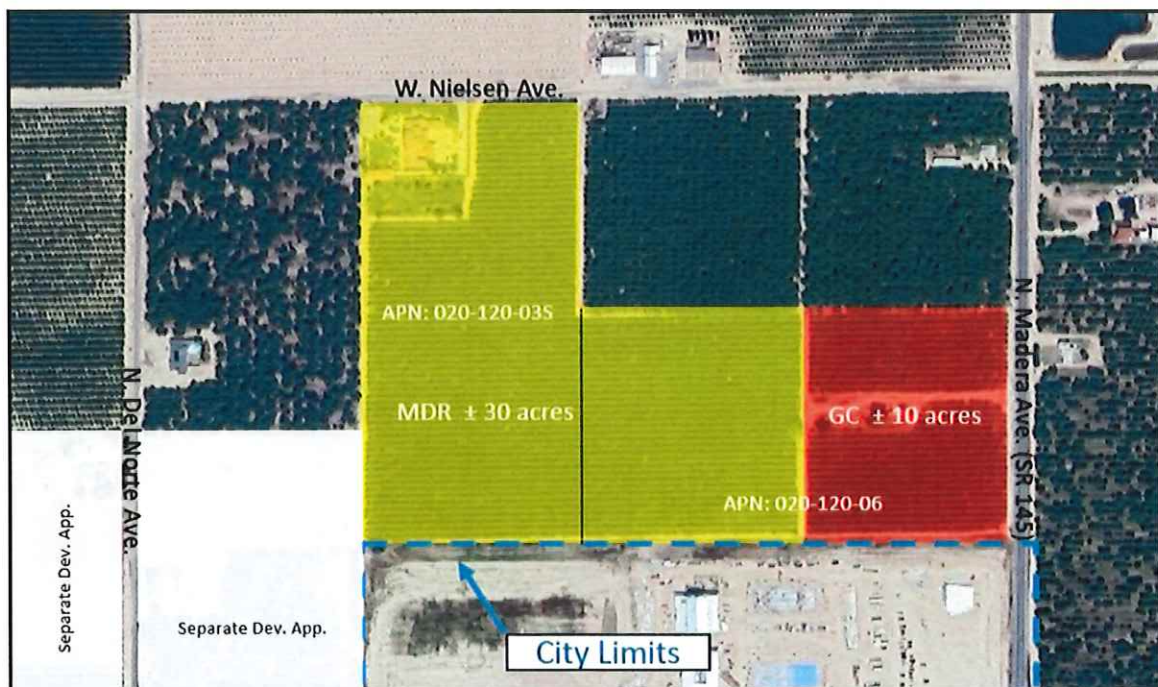 W. Nielsen Ave.
APN: 020-120-03S
N. Del Norte Ave.
MDR ± 30 acres
GC ± 10 acres
N. Madera Ave. (SR 145)
APN: 020-120-06
Separate Dev. App.
Separate Dev. App.
City Limits